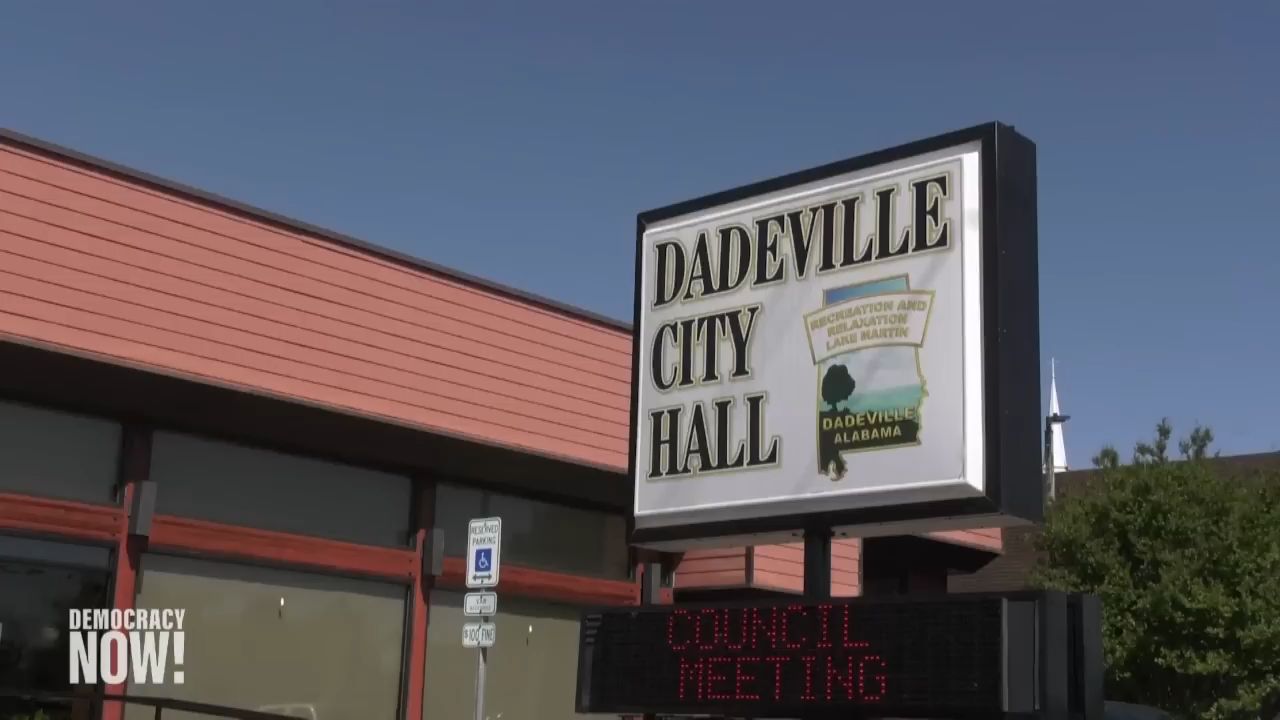 DADEVILLE
CITY
HALL
RECREATION AND
RELAXATION
LAKE MARTIN
DADEVILLE
ALABAMA
RESERVED
PARKING
$100 FINE
COUNCIL
MEETING
DEMOCRACY
NOW!